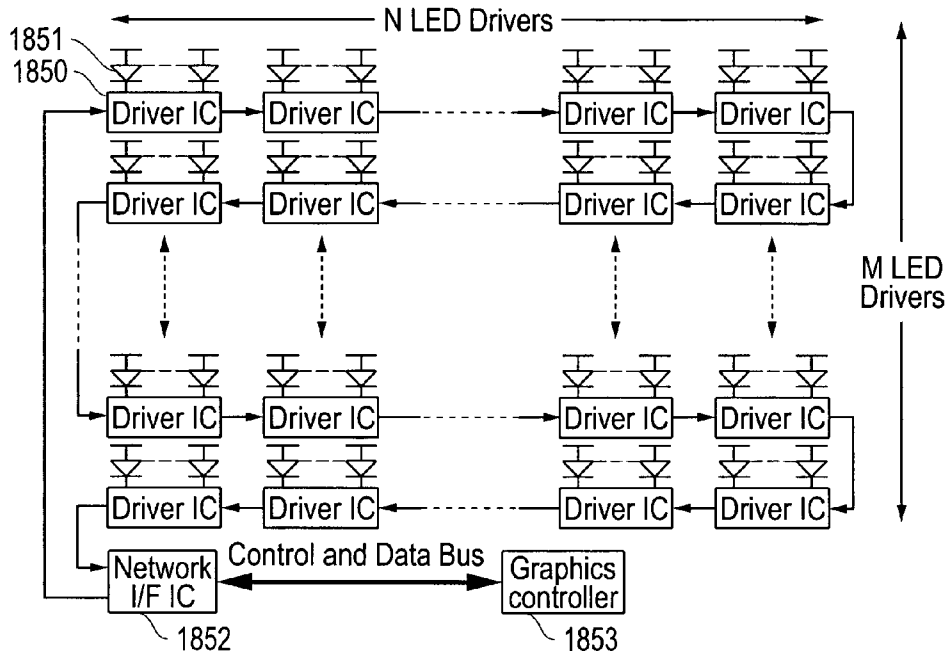 N LED Drivers
1851
1850
Driver IC Driver IC Driver IC Driver IC
Driver IC Driver IC Driver IC Driver IC
M LED
Drivers
Driver IC Driver IC Driver IC Driver IC
Driver IC Driver IC Driver IC Driver IC
Control and Data Bus
Network
I/F IC
Graphics
controller
1852
1853